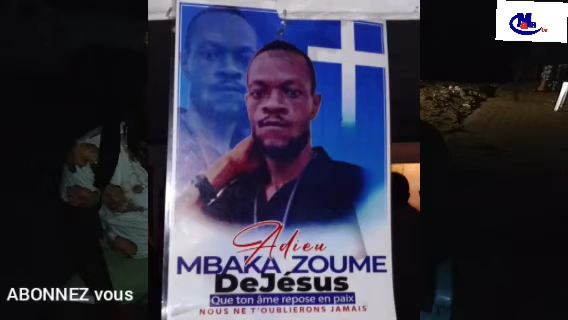 Adieu
MBAKA ZOUME
DeJésus
Que ton âme repose en paix
NOUS NE T'OUBLIERONS JAMAIS
ABONNEZ vous